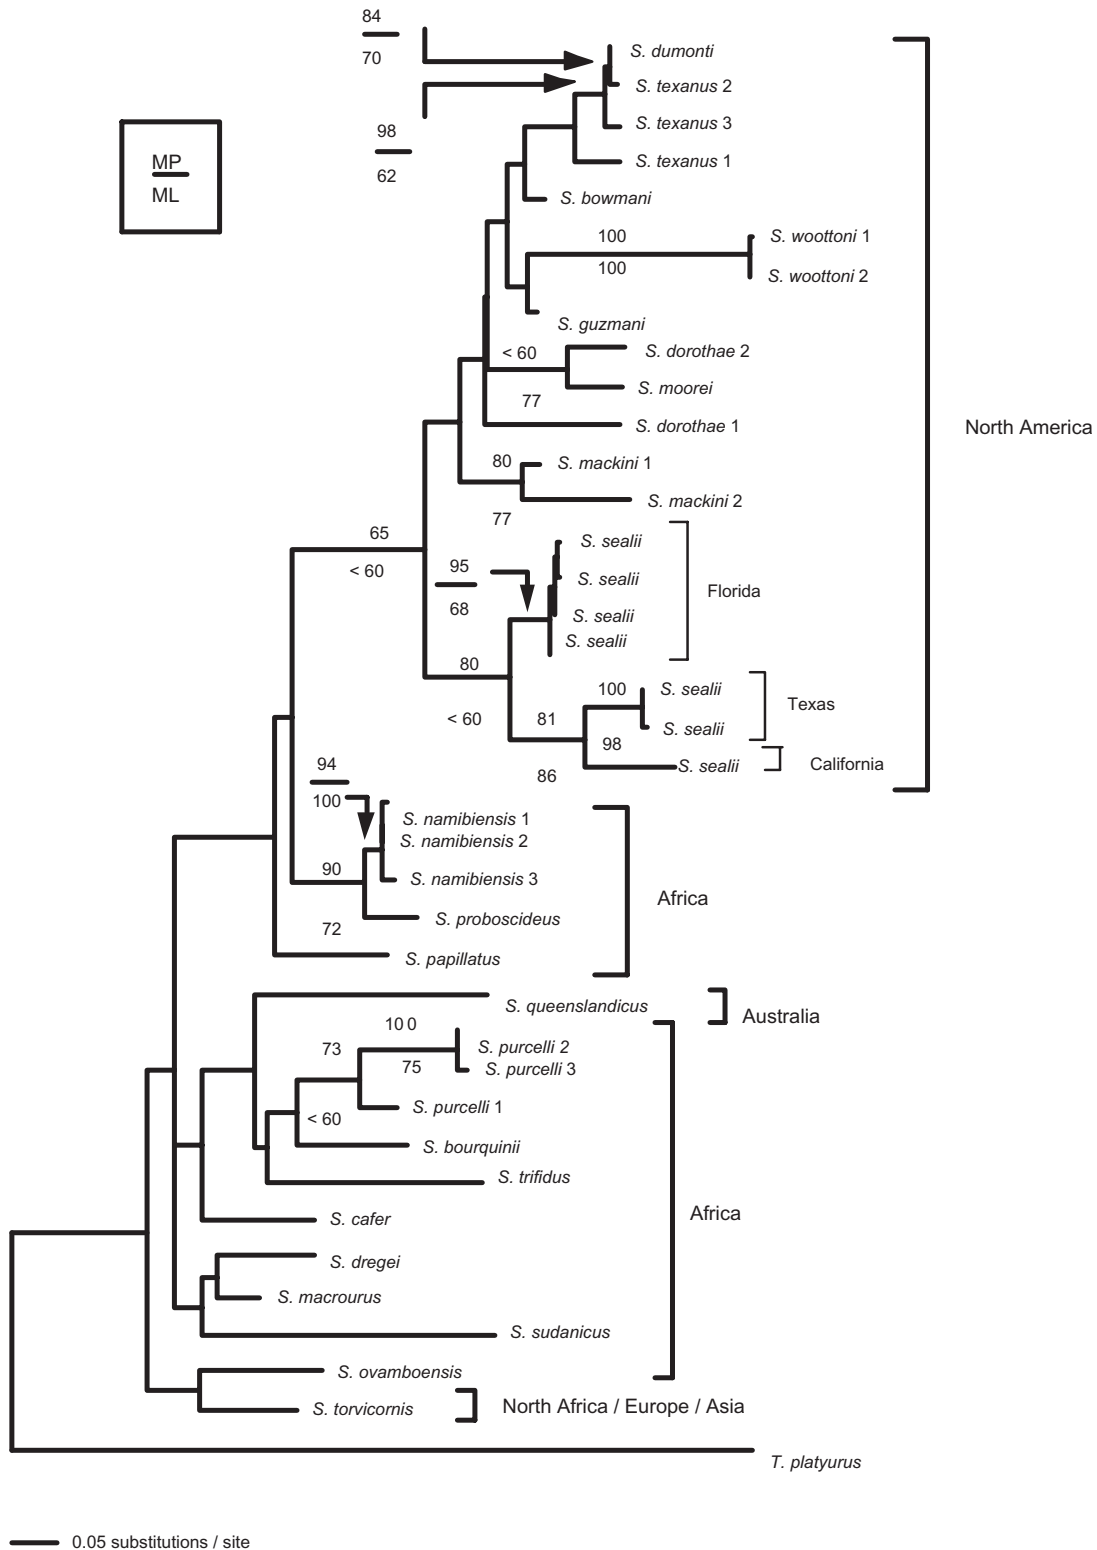 84
70
S. dumonti
S. texanus 2
98
62
S. texanus 3
MP
ML
S. texanus 1
S. bowmani
100
100
S. woottoni 1
S. woottoni 2
S. guzmani
< 60
77
S. dorothae 2
S. moorei
S. dorothae 1
North America
80
77
S. mackini 1
S. mackini 2
65
< 60
95
68
S. sealii
S. sealii
S. sealii
S. sealii
Florida
80
< 60
100
98
S. sealii
S. sealii
Texas
81
86
S. sealii
California
94
100
S. namibiensis 1
S. namibiensis 2
S. namibiensis 3
90
72
S. proboscideus
S. papillatus
Africa
S. queenslandicus
Australia
10 0
75
73
< 60
S. purcelli 2
S. purcelli 3
S. purcelli 1
S. bourquinii
S. trifidus
S. cafer
Africa
S. dregei
S. macrourus
S. sudanicus
S. ovamboensis
S. torvicornis
North Africa / Europe / Asia
T. platyurus
0.05 substitutions / site